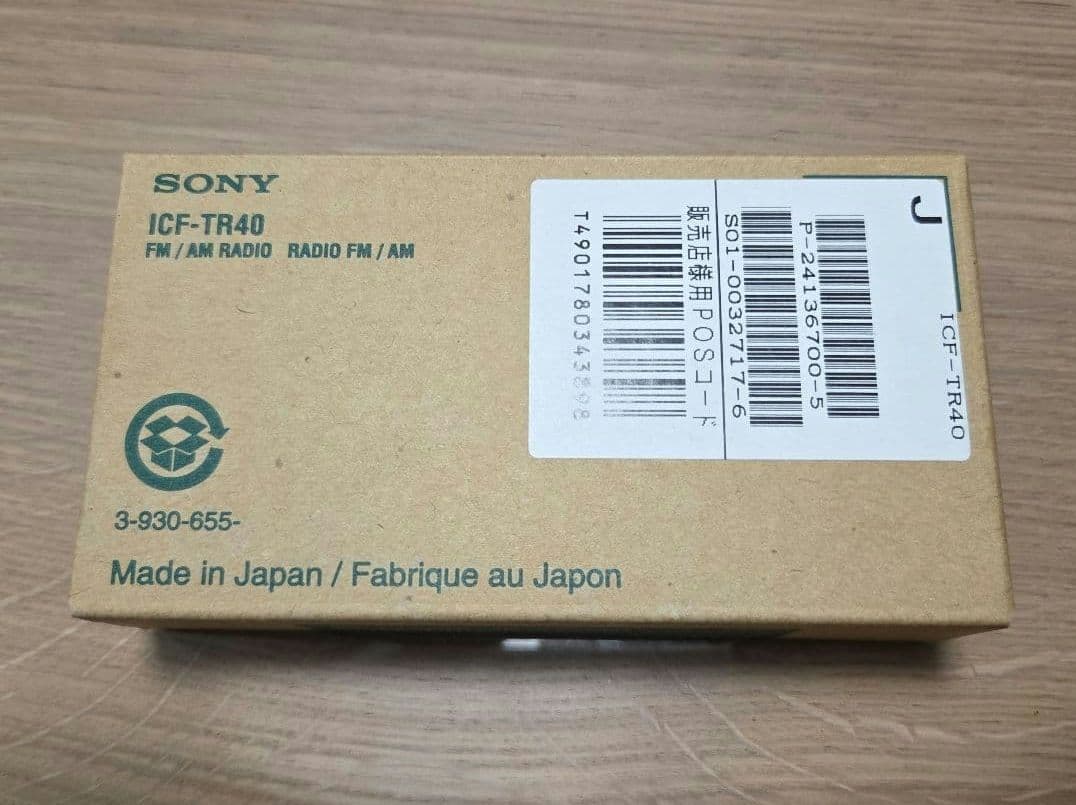 SONY
ICF-TR40
FM / AM RADIO RADIO FM / AM
3-930-655-
Made in Japan / Fabrique au Japon
J
ICF-TR40
P-24136700-5
S01-0032717-6
販売店様用POSコード
T4901780343898